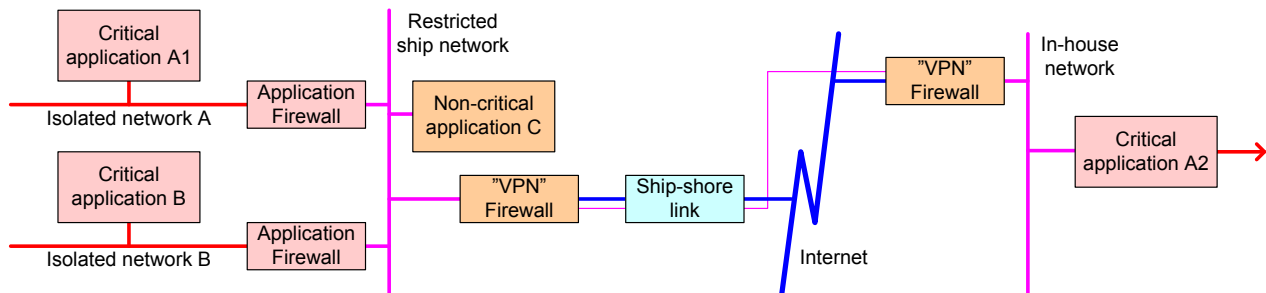 Critical
application A1
Isolated network A
Application
Firewall
Critical
application B
Isolated network B
Application
Firewall
Restricted
ship network
Non-critical
application C
”VPN”
Firewall
Ship-shore
link
Internet
”VPN”
Firewall
In-house
network
Critical
application A2